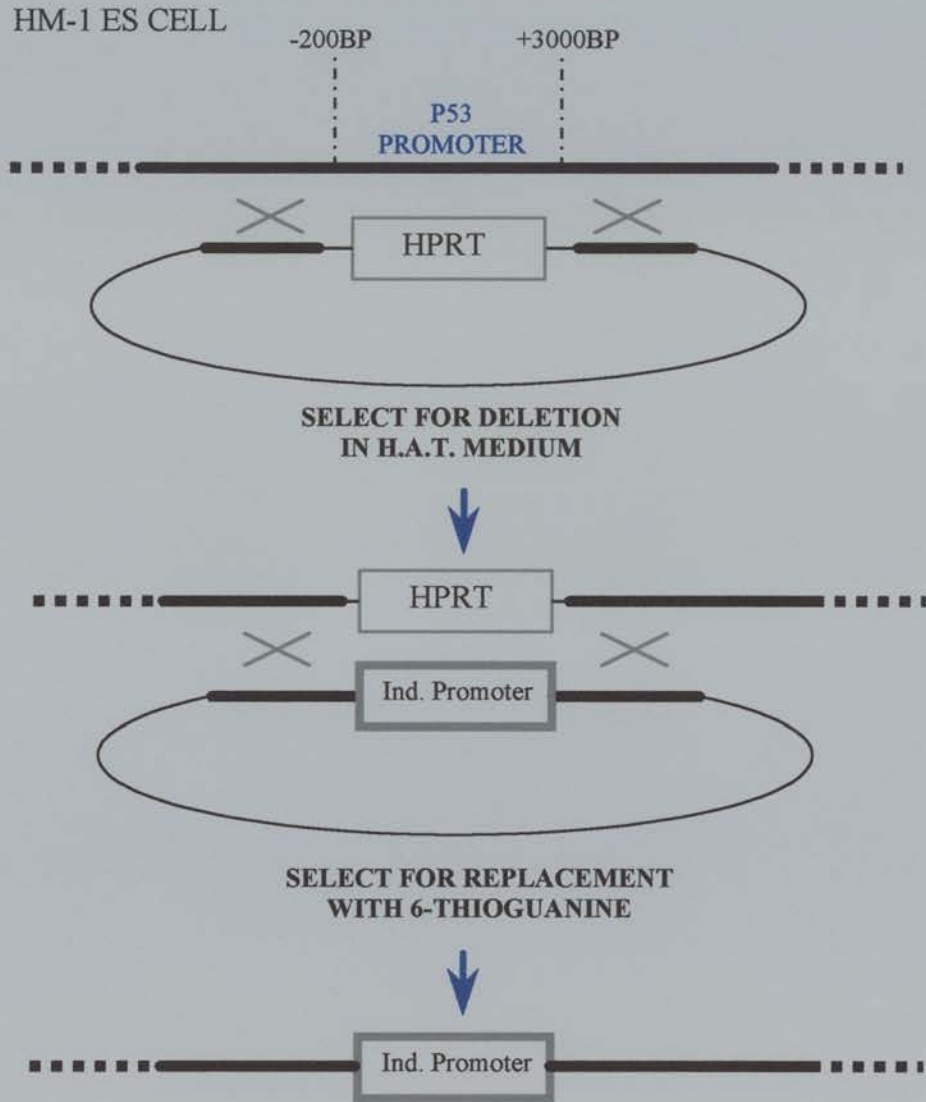 HM-1 ES CELL
-200BP +3000BP
P53
PROMOTER
HPRT
SELECT FOR DELETION
IN H.A.T. MEDIUM
HPRT
Ind. Promoter
SELECT FOR REPLACEMENT
WITH 6-THIOGUANINE
Ind. Promoter